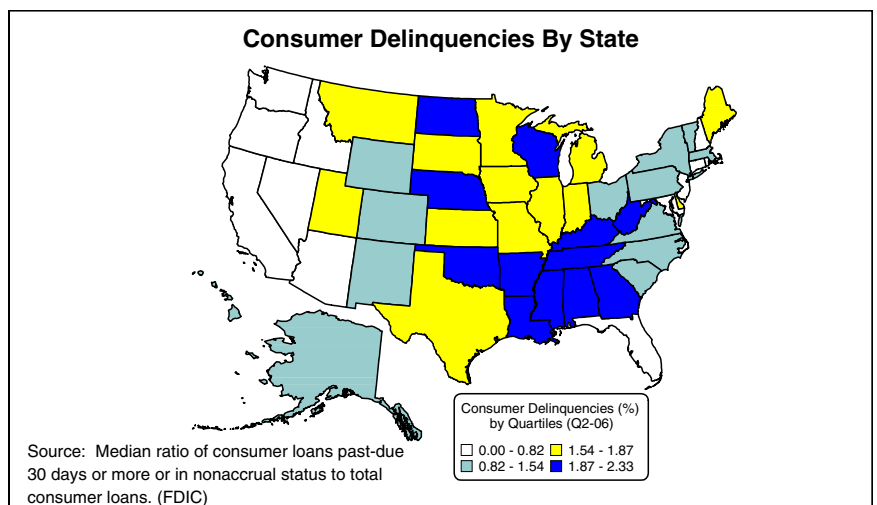 Consumer Delinquencies By State
Consumer Delinquencies (%)
by Quartiles (Q2-06)
0.00 - 0.82 1.54 - 1.87
0.82 - 1.54 1.87 - 2.33
Source: Median ratio of consumer loans past-due
30 days or more or in nonaccrual status to total
consumer loans. (FDIC)